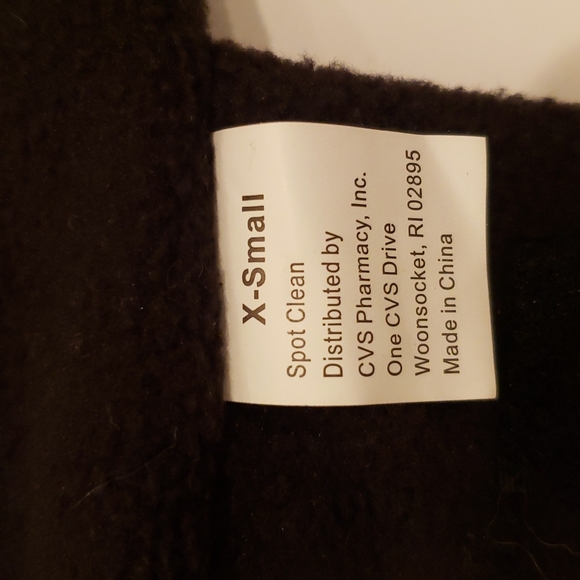 X-Small
Spot Clean
Distributed by
CVS Pharmacy, Inc.
One CVS Drive
Woonsocket, RI 02895
Made in China